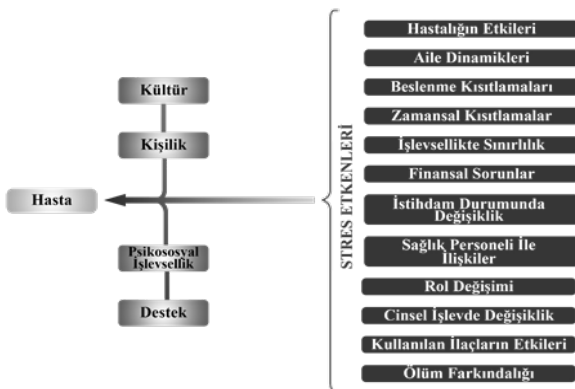 Kültür
Kişilik
Hasta
Psikososyal
İşlevsellik
Destek
STRES ETKENLERİ
Hastalığın Etkileri
Aile Dinamikleri
Beslenme Kısıtlamaları
Zamansal Kısıtlamalar
İşlevsellikte Sınırlılık
Finansal Sorunlar
İstihdam Durumunda
Değişiklik
Sağlık Personeli İle
İlişkiler
Rol Değişimi
Cinsel İşlevde Değişiklik
Kullanılan İlaçların Etkileri
Ölüm Farkındalığı